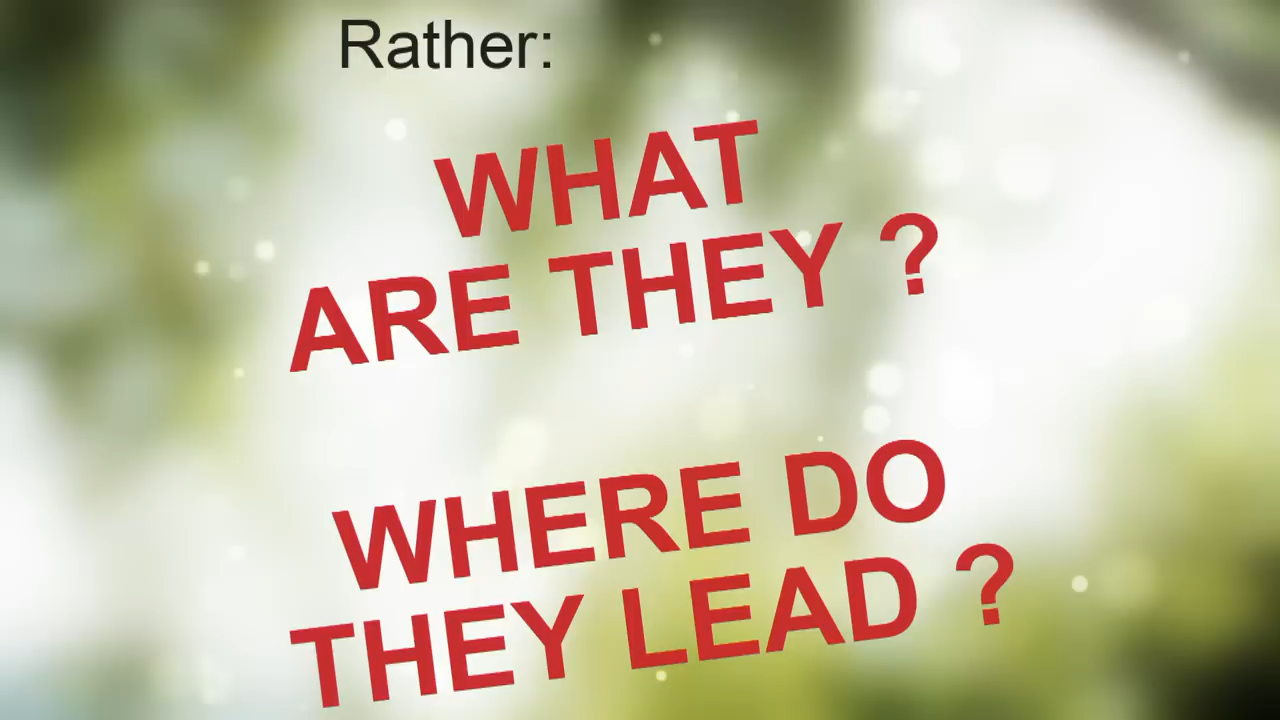 Rather:
WHAT
ARE THEY ?
WHERE DO
THEY LEAD ?